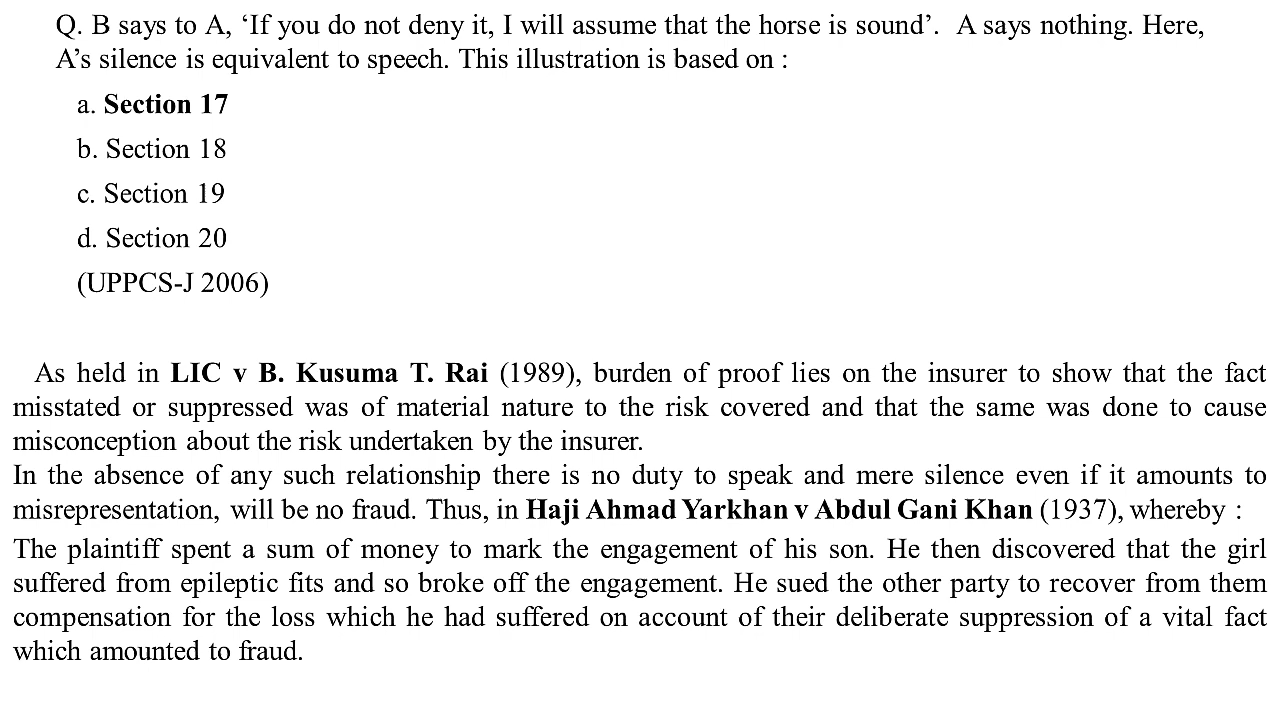 Q. B says to A, ‘If you do not deny it, I will assume that the horse is sound’. A says nothing. Here,
A’s silence is equivalent to speech. This illustration is based on :
a. Section 17
b. Section 18
c. Section 19
d. Section 20
(UPPCS-J 2006)
As held in LIC v B. Kusuma T. Rai (1989), burden of proof lies on the insurer to show that the fact
misstated or suppressed was of material nature to the risk covered and that the same was done to cause
misconception about the risk undertaken by the insurer.
In the absence of any such relationship there is no duty to speak and mere silence even if it amounts to
misrepresentation, will be no fraud. Thus, in Haji Ahmad Yarkhan v Abdul Gani Khan (1937), whereby :
The plaintiff spent a sum of money to mark the engagement of his son. He then discovered that the girl
suffered from epileptic fits and so broke off the engagement. He sued the other party to recover from them
compensation for the loss which he had suffered on account of their deliberate suppression of a vital fact
which amounted to fraud.